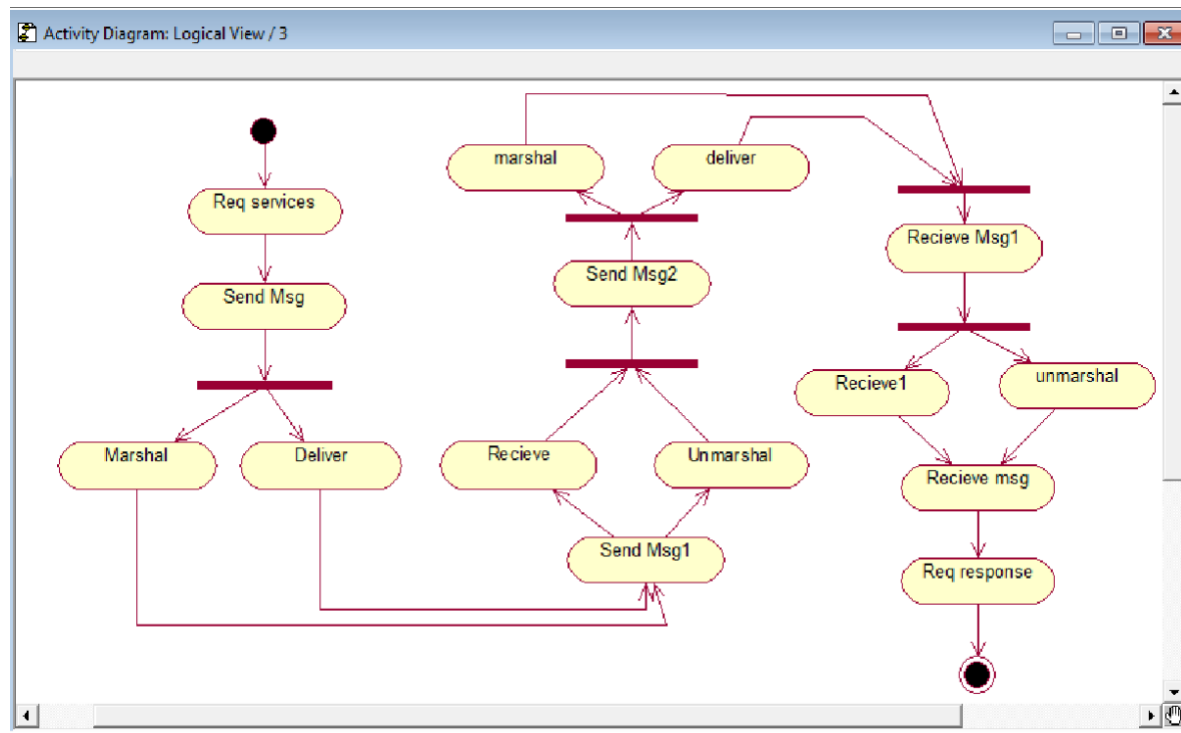 Activity Diagram: Logical View / 3
Req services
Send Msg
Marshal
Deliver
marshal
deliver
Send Msg2
Recieve
Unmarshal
Send Msg1
Recieve Msg1
Recieve1
unmarshal
Recieve msg
Req response